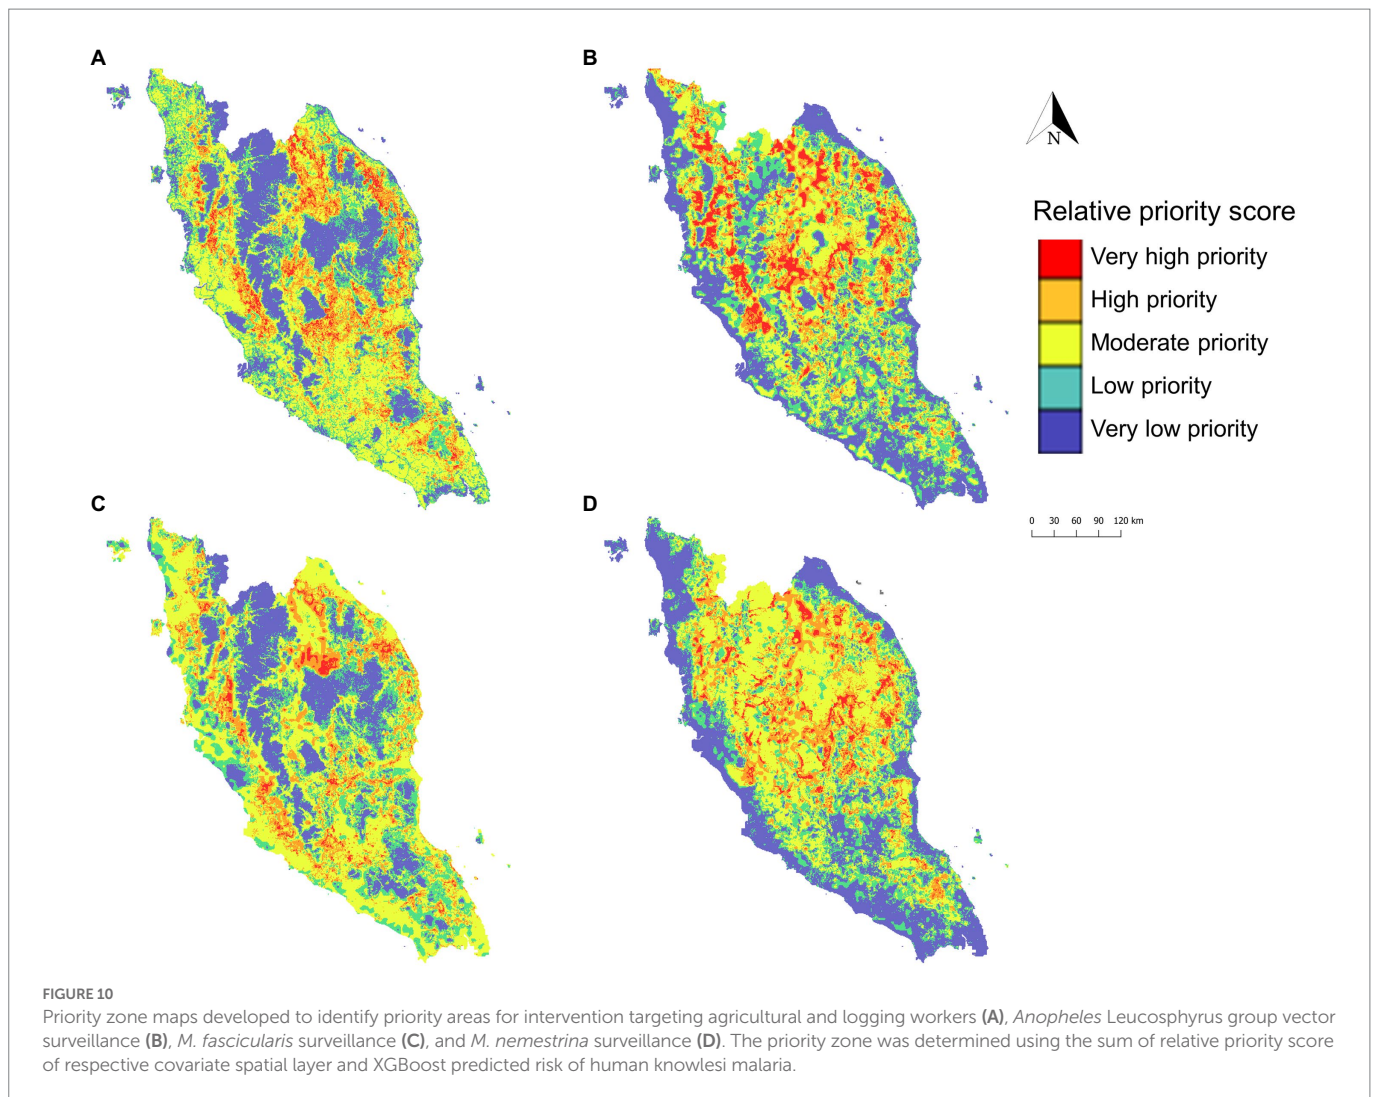 A
B
N
Relative priority score
Very high priority
High priority
Moderate priority
Low priority
Very low priority
C
D
0 30 60 90 120 km
FIGURE 10
Priority zone maps developed to identify priority areas for intervention targeting agricultural and logging workers (A), Anopheles Leucosphyrus group vector
surveillance (B), M. fascicularis surveillance (C), and M. nemestrina surveillance (D). The priority zone was determined using the sum of relative priority score
of respective covariate spatial layer and XGBoost predicted risk of human knowlesi malaria.